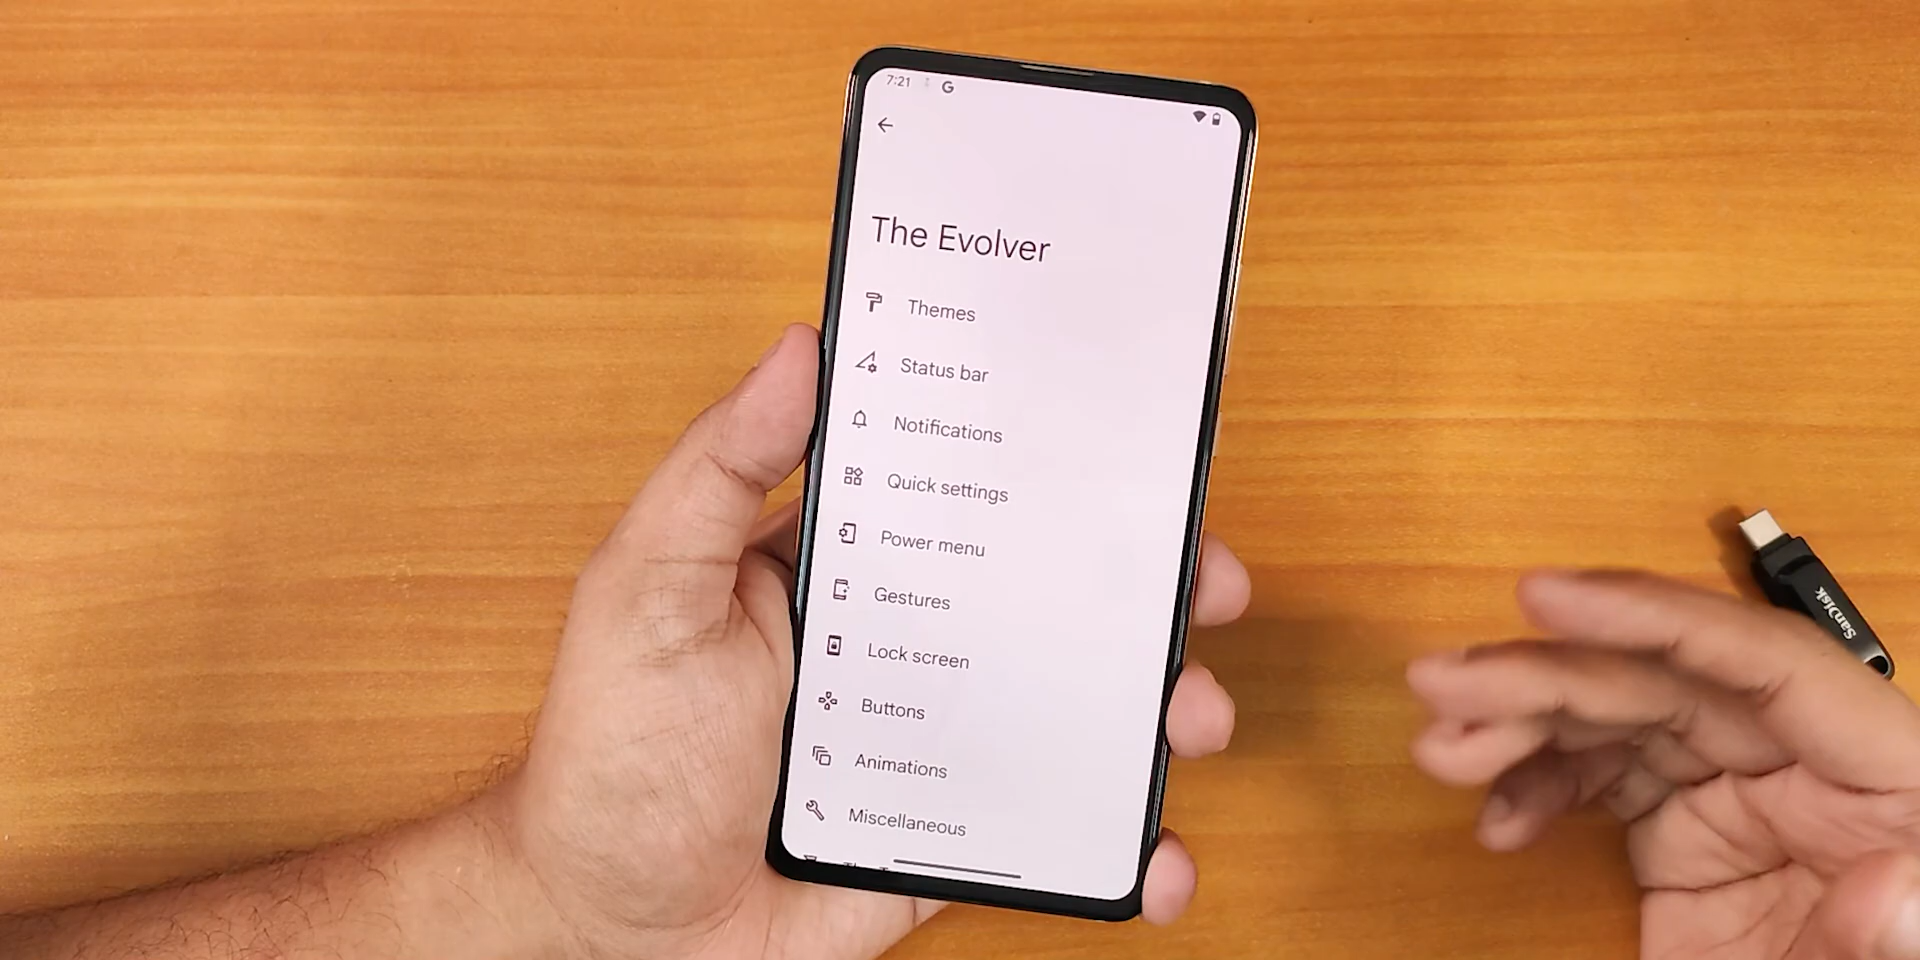 7:21 G
The Evolver
Themes
Status bar
Notifications
Quick settings
Power menu
Gestures
Lock screen
Buttons
Animations
Miscellaneous
SanDisk